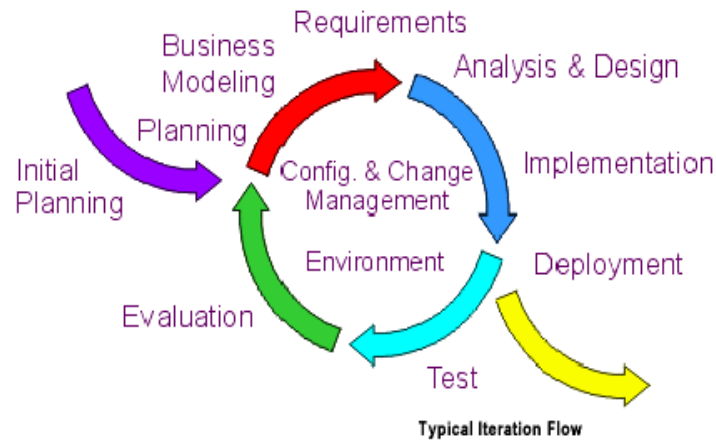 Requirements
Business
Modeling
Analysis & Design
Planning
Initial
Planning
Config. & Change
Management
Implementation
Environment
Deployment
Evaluation
Test
Typical Iteration Flow